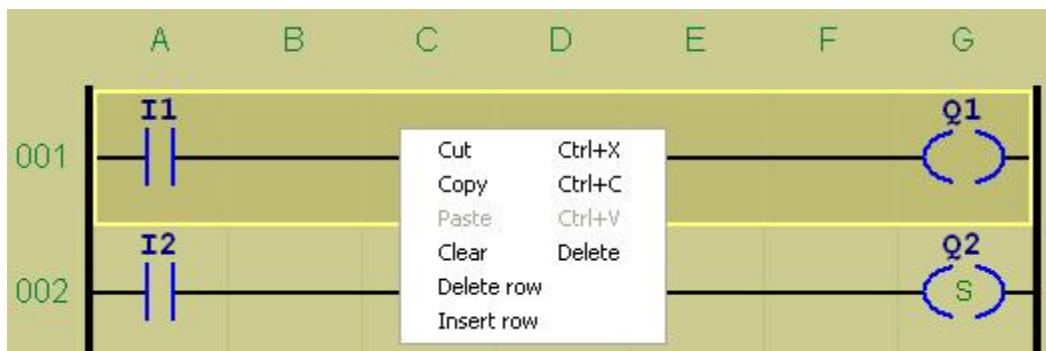 A B C D E F G
I1 Q1
001
Cut Ctrl+X
Copy Ctrl+C
Paste Ctrl+V
Clear Delete
Delete row
Insert row
I2 Q2
002 S